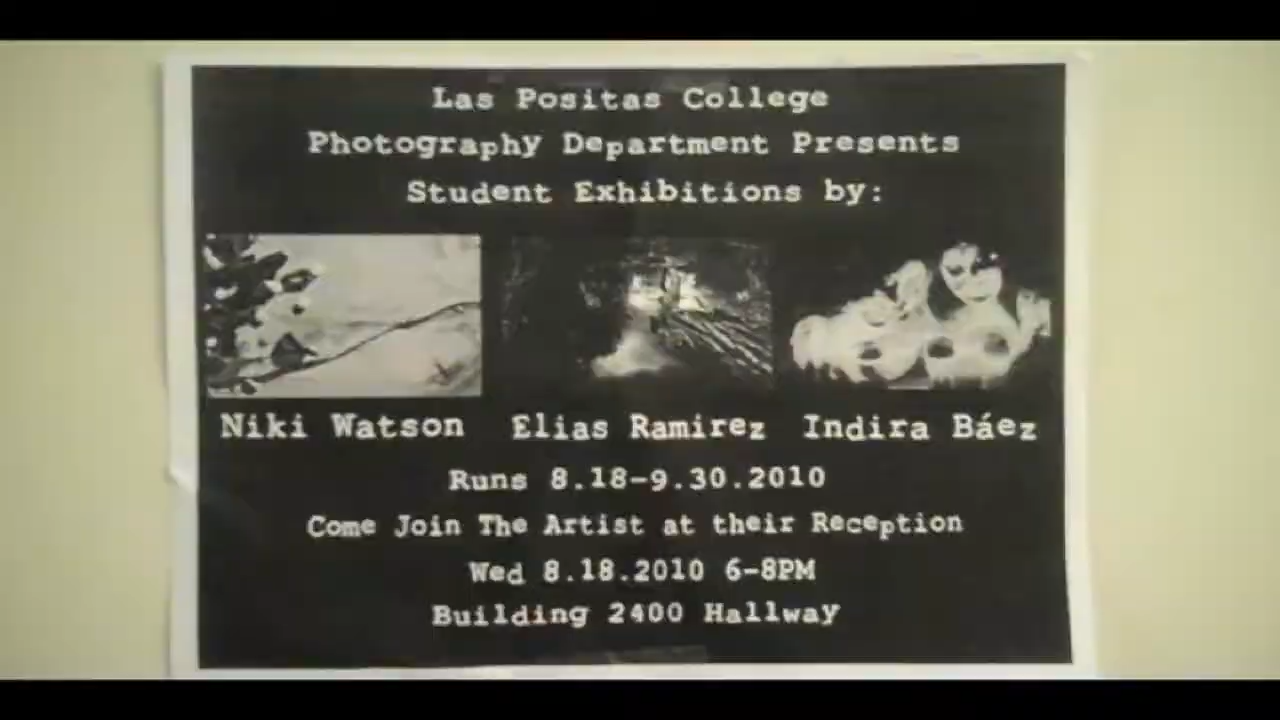 Las Positas College
Photography Department Presents
Student Exhibitions by:
Niki Watson Elias Ramirez Indira Báez
Runs 8.18-9.30.2010
Come Join The Artist at their Reception
Wed 8.18.2010 6-8PM
Building 2400 Hallway